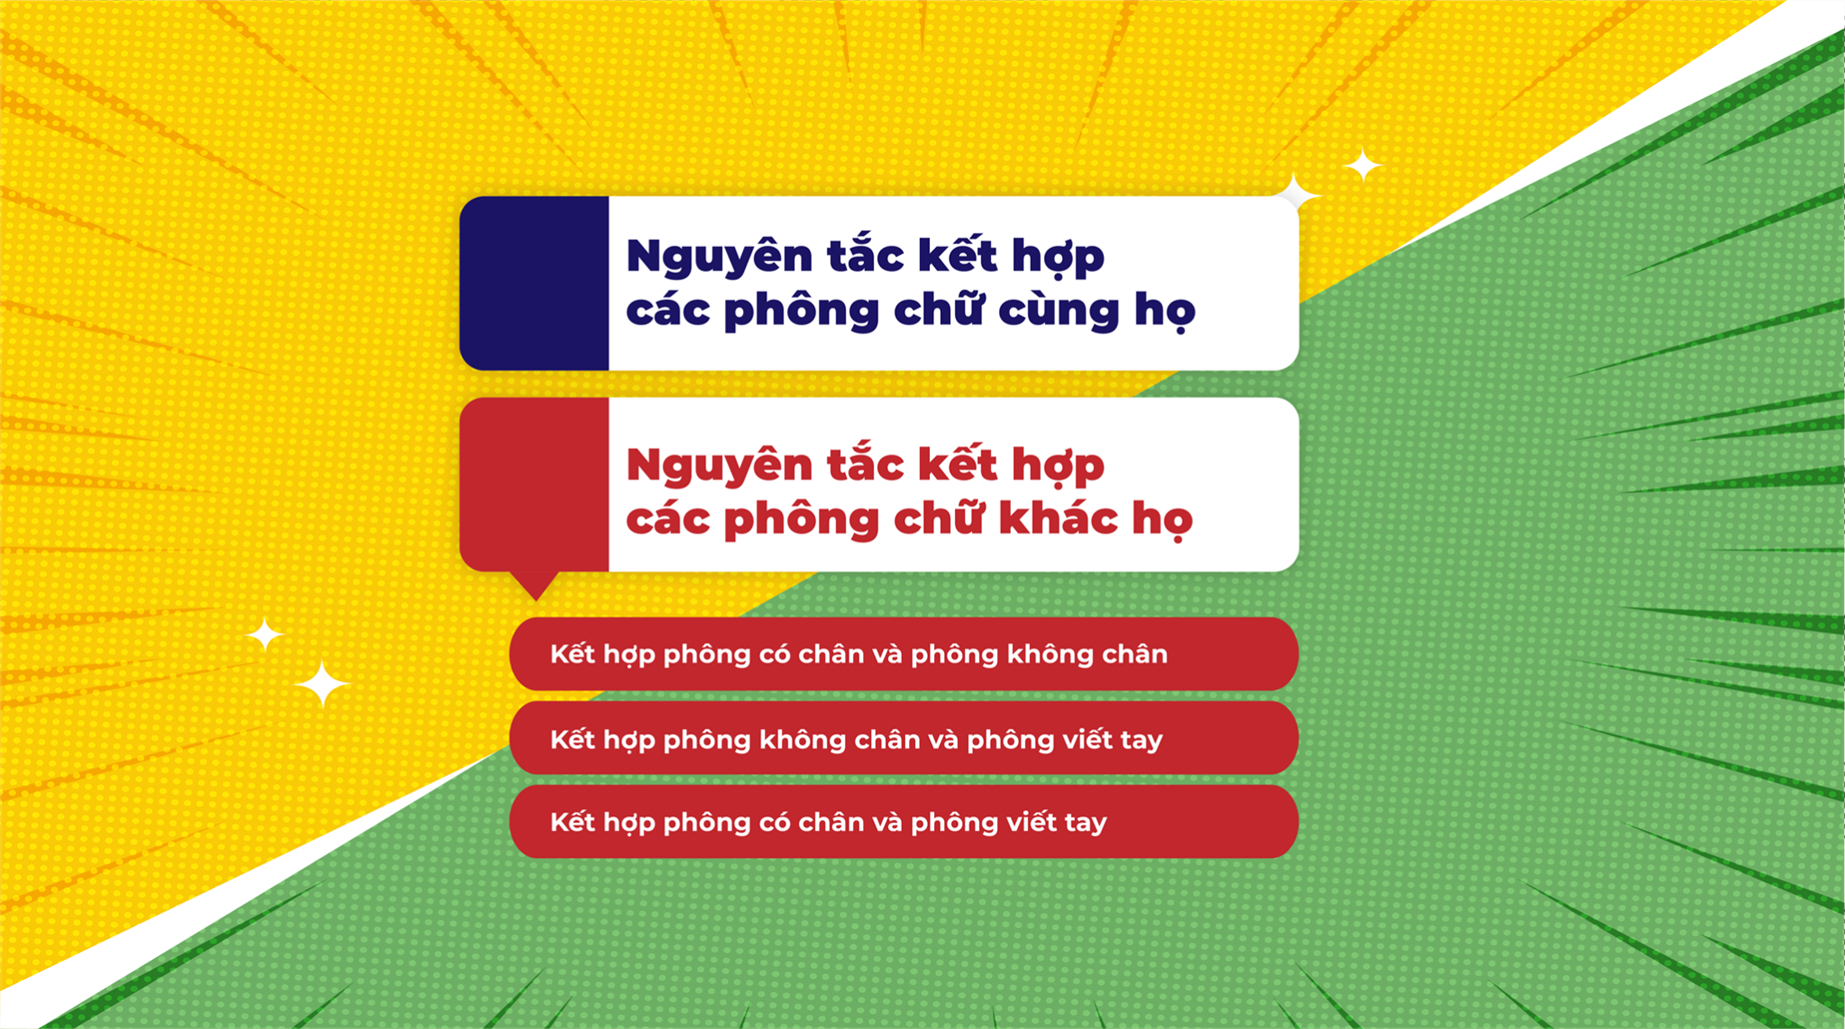 Nguyên tắc kết hợp
các phông chữ cùng họ
Nguyên tắc kết hợp
các phông chữ khác họ
Kết hợp phông có chân và phông không chân
Kết hợp phông không chân và phông viết tay
Kết hợp phông có chân và phông viết tay